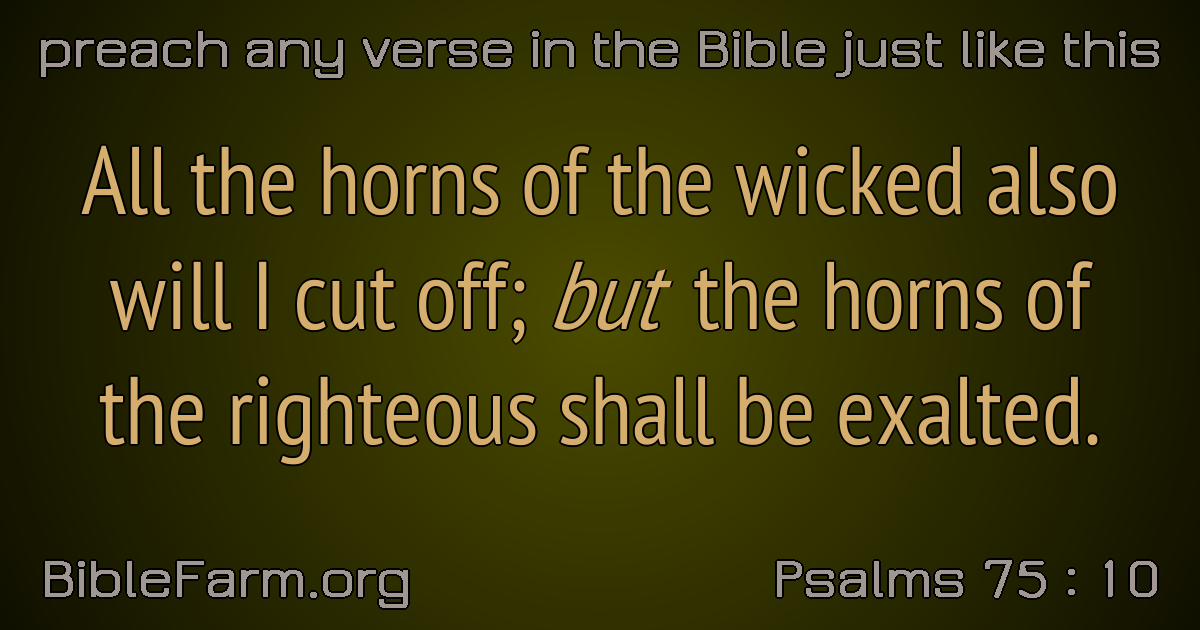 preach any verse in the Bible just like this
All the horns of the wicked also
will I cut off; but the horns of
the righteous shall be exalted.
BibleFarm.org
Psalms 75 : 10